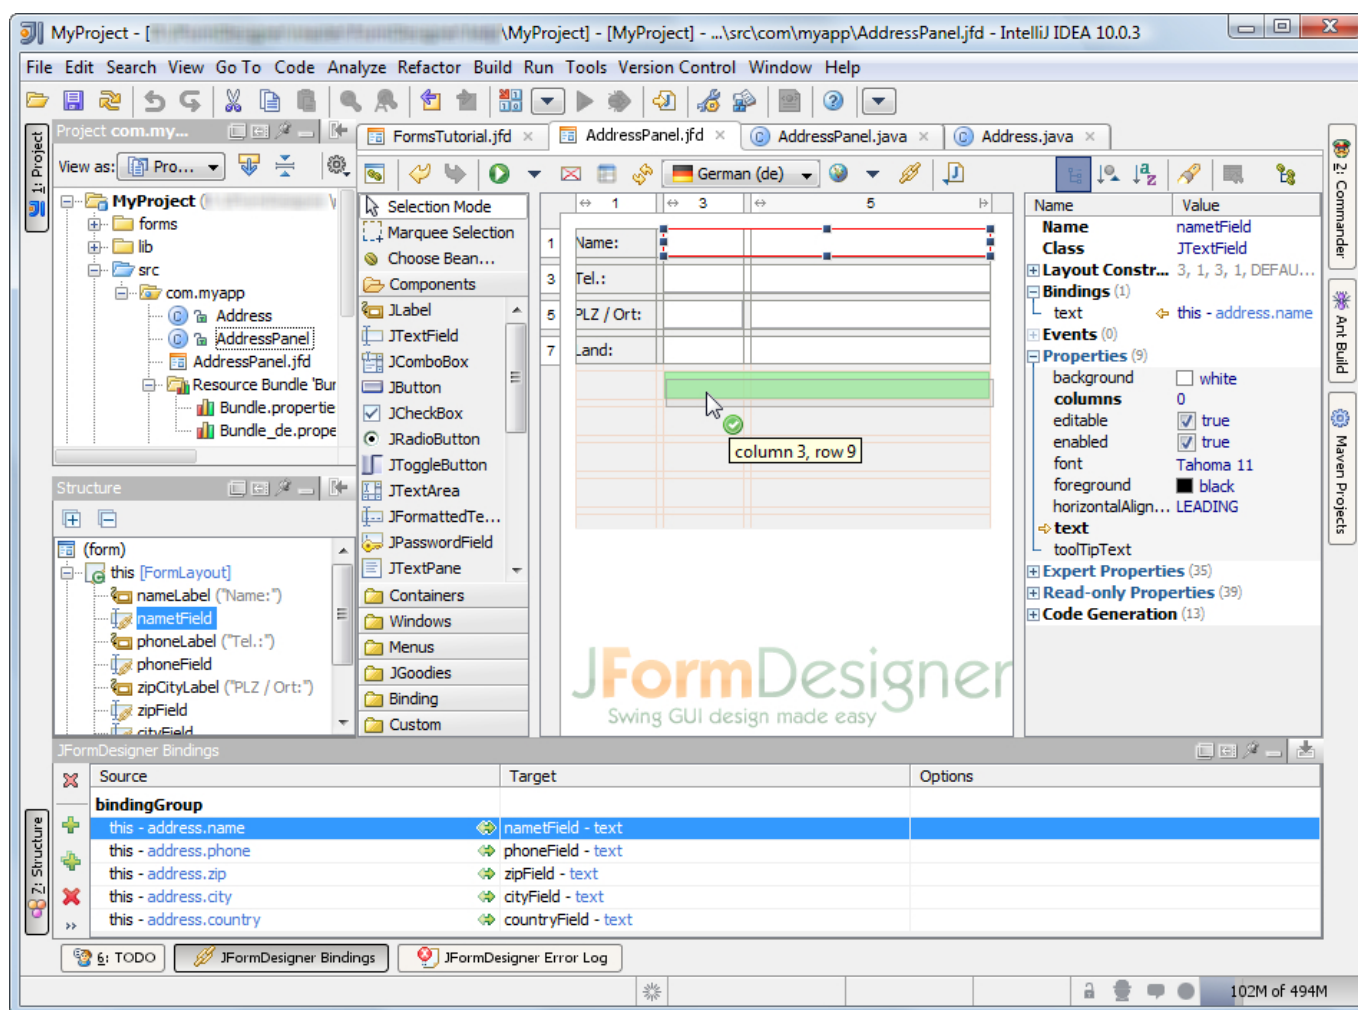 MyProject - [
\MyProject] - [MyProject] - ...\src\com\myapp\AddressPanel.jfd - IntelliJ IDEA 10.0.3
File Edit Search View Go To Code Analyze Refactor Build Run Tools Version Control Window Help
1: Project
Project com.my...
View as: Pro...
MyProject (
forms
lib
src
com.myapp
Address
AddressPanel
AddressPanel.jfd
Resource Bundle 'Bur
Bundle.propertie
Bundle_de.prope
Structure
(form)
this [FormLayout]
nameLabel ("Name:")
nametField
phoneLabel ("Tel.:")
phoneField
zipCityLabel ("PLZ / Ort:")
zipField
cityField
FormsTutorial.jfd ×
AddressPanel.jfd ×
AddressPanel.java ×
Address.java ×
German (de)
Selection Mode
Marquee Selection
Choose Bean...
Components
JLabel
JTextField
JComboBox
JButton
JCheckBox
JRadioButton
JToggleButton
JTextArea
JFormattedTe...
JPasswordField
JTextPane
Containers
Windows
Menus
JGoodies
Binding
Custom
1 3 5
1 Name:
3 Tel.:
5 PLZ / Ort:
7 Land:
column 3, row 9
JFormDesigner
Swing GUI design made easy
Name Value
Name nametField
Class JTextField
Layout Constr... 3, 1, 3, 1, DEFAU...
Bindings (1)
text this - address.name
Events (0)
Properties (9)
background white
columns 0
editable true
enabled true
font Tahoma 11
foreground black
horizontalAlign... LEADING
text
toolTipText
Expert Properties (35)
Read-only Properties (39)
Code Generation (13)
2: Commander
Ant Build
Maven Projects
JFormDesigner Bindings
Source Target Options
bindingGroup
this - address.name nametField - text
this - address.phone phoneField - text
this - address.zip zipField - text
this - address.city cityField - text
this - address.country countryField - text
7: Structure
6: TODO
JFormDesigner Bindings
JFormDesigner Error Log
102M of 494M